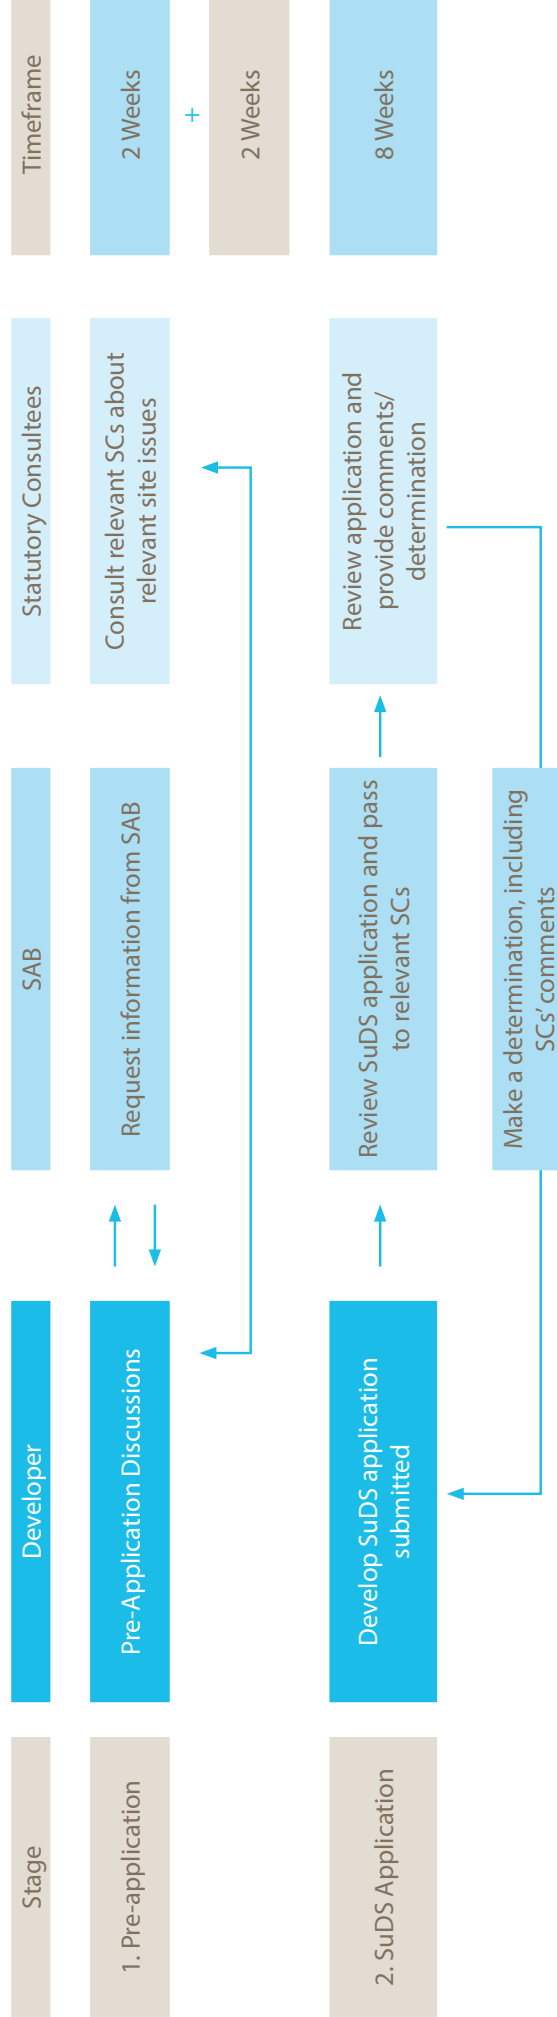 Stage
Developer
SAB
Statutory Consultees
Timeframe
1. Pre-application
Pre-Application Discussions
Request information from SAB
Consult relevant SCs about
relevant site issues
2 Weeks
+
2 Weeks
2. SuDS Application
Develop SuDS application
submitted
Review SuDS application and pass
to relevant SCs
Review application and
provide comments/
determination
8 Weeks
Make a determination, including
SCs’ comments